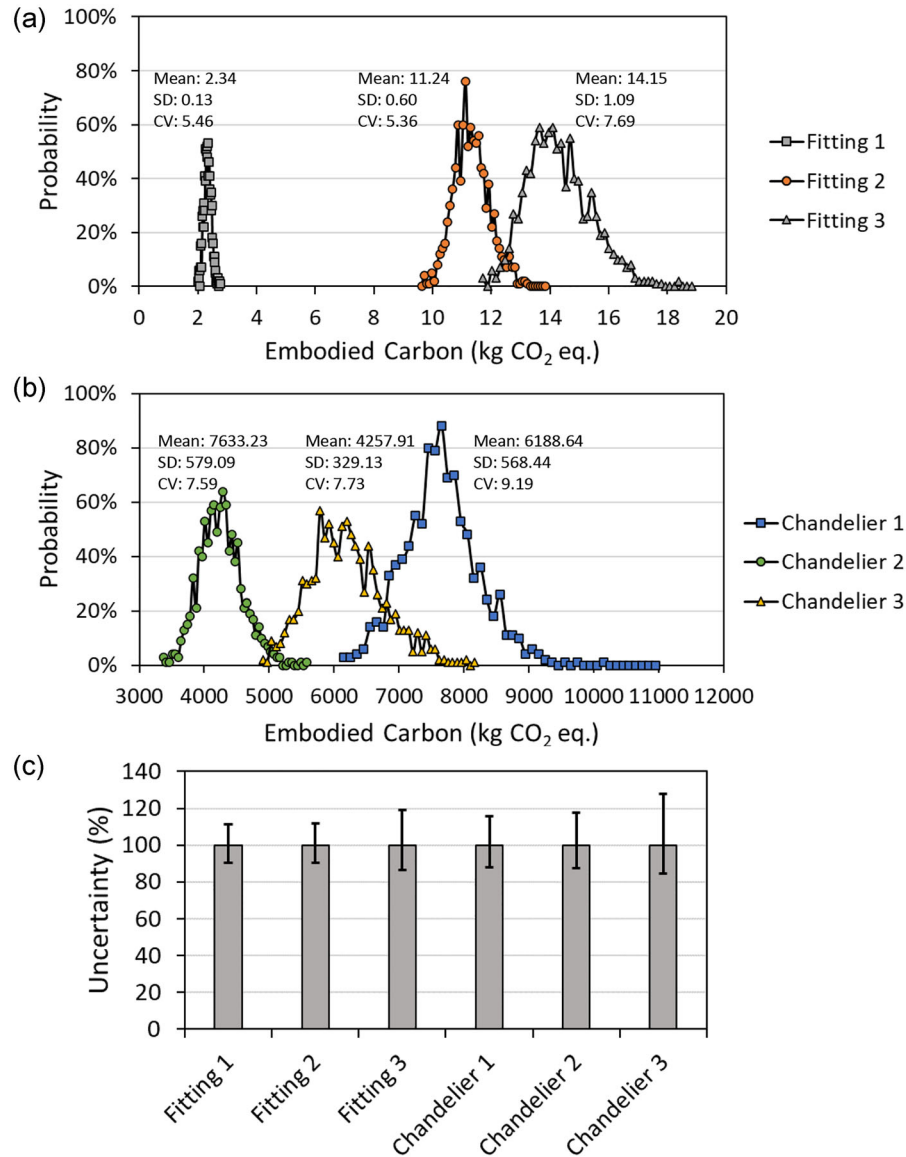 (a)
100%
80%
60%
40%
20%
0%
Probability
Mean: 2.34
SD: 0.13
CV: 5.46
Mean: 11.24
SD: 0.60
CV: 5.36
Mean: 14.15
SD: 1.09
CV: 7.69
0 2 4 6 8 10 12 14 16 18 20
Embodied Carbon (kg CO₂ eq.)
Fitting 1
Fitting 2
Fitting 3
(b)
100%
80%
60%
40%
20%
0%
Probability
Mean: 7633.23
SD: 579.09
CV: 7.59
Mean: 4257.91
SD: 329.13
CV: 7.73
Mean: 6188.64
SD: 568.44
CV: 9.19
3000 4000 5000 6000 7000 8000 9000 10000 11000 12000
Embodied Carbon (kg CO₂ eq.)
Chandelier 1
Chandelier 2
Chandelier 3
(c)
140
120
100
80
60
40
20
0
Uncertainty (%)
Fitting 1
Fitting 2
Fitting 3
Chandelier 1
Chandelier 2
Chandelier 3